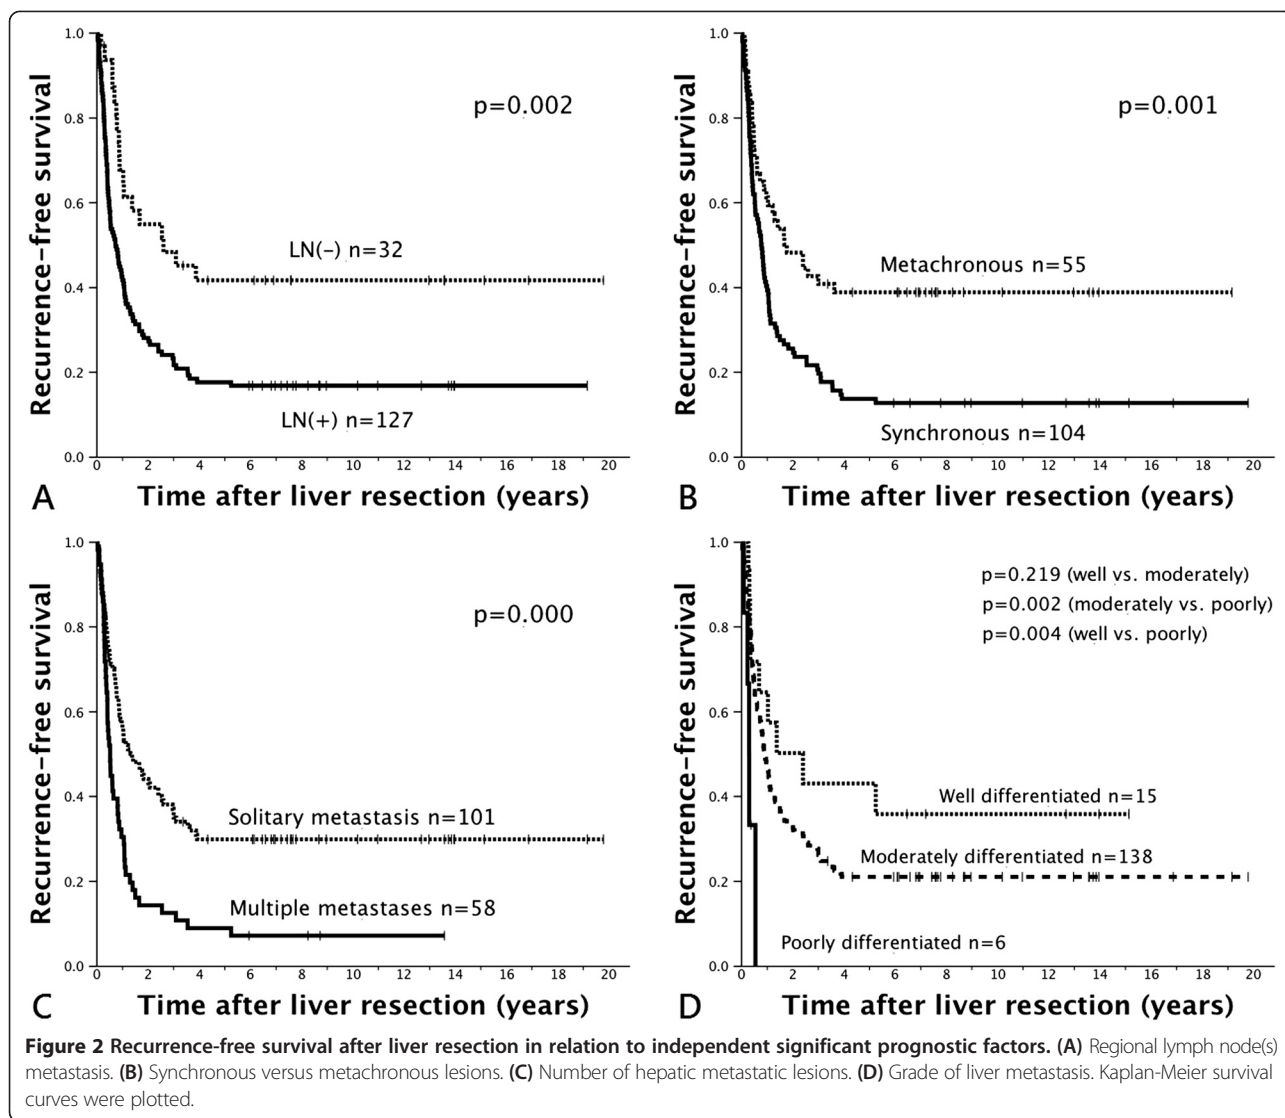 1.0
0.8
0.6
0.4
0.2
0.0
0 2 4 6 8 10 12 14 16 18 20
Recurrence-free survival
p=0.002
LN(-) n=32
LN(+) n=127
A
Time after liver resection (years)
1.0
0.8
0.6
0.4
0.2
0.0
0 2 4 6 8 10 12 14 16 18 20
Recurrence-free survival
p=0.001
Metachronous n=55
Synchronous n=104
B
Time after liver resection (years)
1.0
0.8
0.6
0.4
0.2
0.0
0 2 4 6 8 10 12 14 16 18 20
Recurrence-free survival
p=0.000
Solitary metastasis n=101
Multiple metastases n=58
C
Time after liver resection (years)
1.0
0.8
0.6
0.4
0.2
0.0
0 2 4 6 8 10 12 14 16 18 20
Recurrence-free survival
p=0.219 (well vs. moderately)
p=0.002 (moderately vs. poorly)
p=0.004 (well vs. poorly)
Well differentiated n=15
Moderately differentiated n=138
Poorly differentiated n=6
D
Time after liver resection (years)
Figure 2 Recurrence-free survival after liver resection in relation to independent significant prognostic factors. (A) Regional lymph node(s)
metastasis. (B) Synchronous versus metachronous lesions. (C) Number of hepatic metastatic lesions. (D) Grade of liver metastasis. Kaplan-Meier survival
curves were plotted.